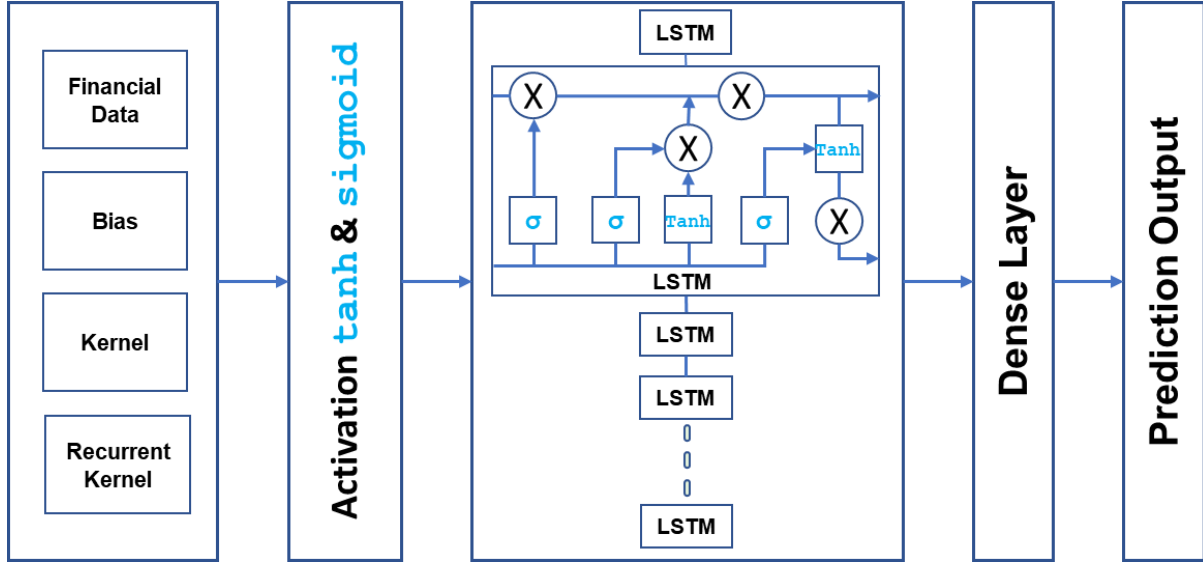 Financial
Data
Bias
Kernel
Recurrent
Kernel
Activation tanh & sigmoid
LSTM
X
X
X
Tanh
σ
σ
Tanh
σ
X
LSTM
LSTM
LSTM
LSTM
Dense Layer
Prediction Output